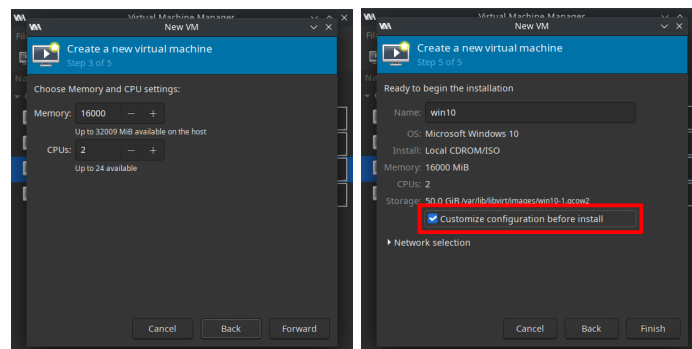 Virtual Machine Manager
New VM
Create a new virtual machine
Step 3 of 5
Choose Memory and CPU settings:
Memory: 16000 − +
Up to 32009 MiB available on the host
CPUs: 2 − +
Up to 24 available
Cancel Back Forward
Virtual Machine Manager
New VM
Create a new virtual machine
Step 5 of 5
Ready to begin the installation
Name: win10
OS: Microsoft Windows 10
Install: Local CDROM/ISO
Memory: 16000 MiB
CPUs: 2
Storage: 50.0 GiB /var/lib/libvirt/images/win10-1.qcow2
Customize configuration before install
Network selection
Cancel Back Finish